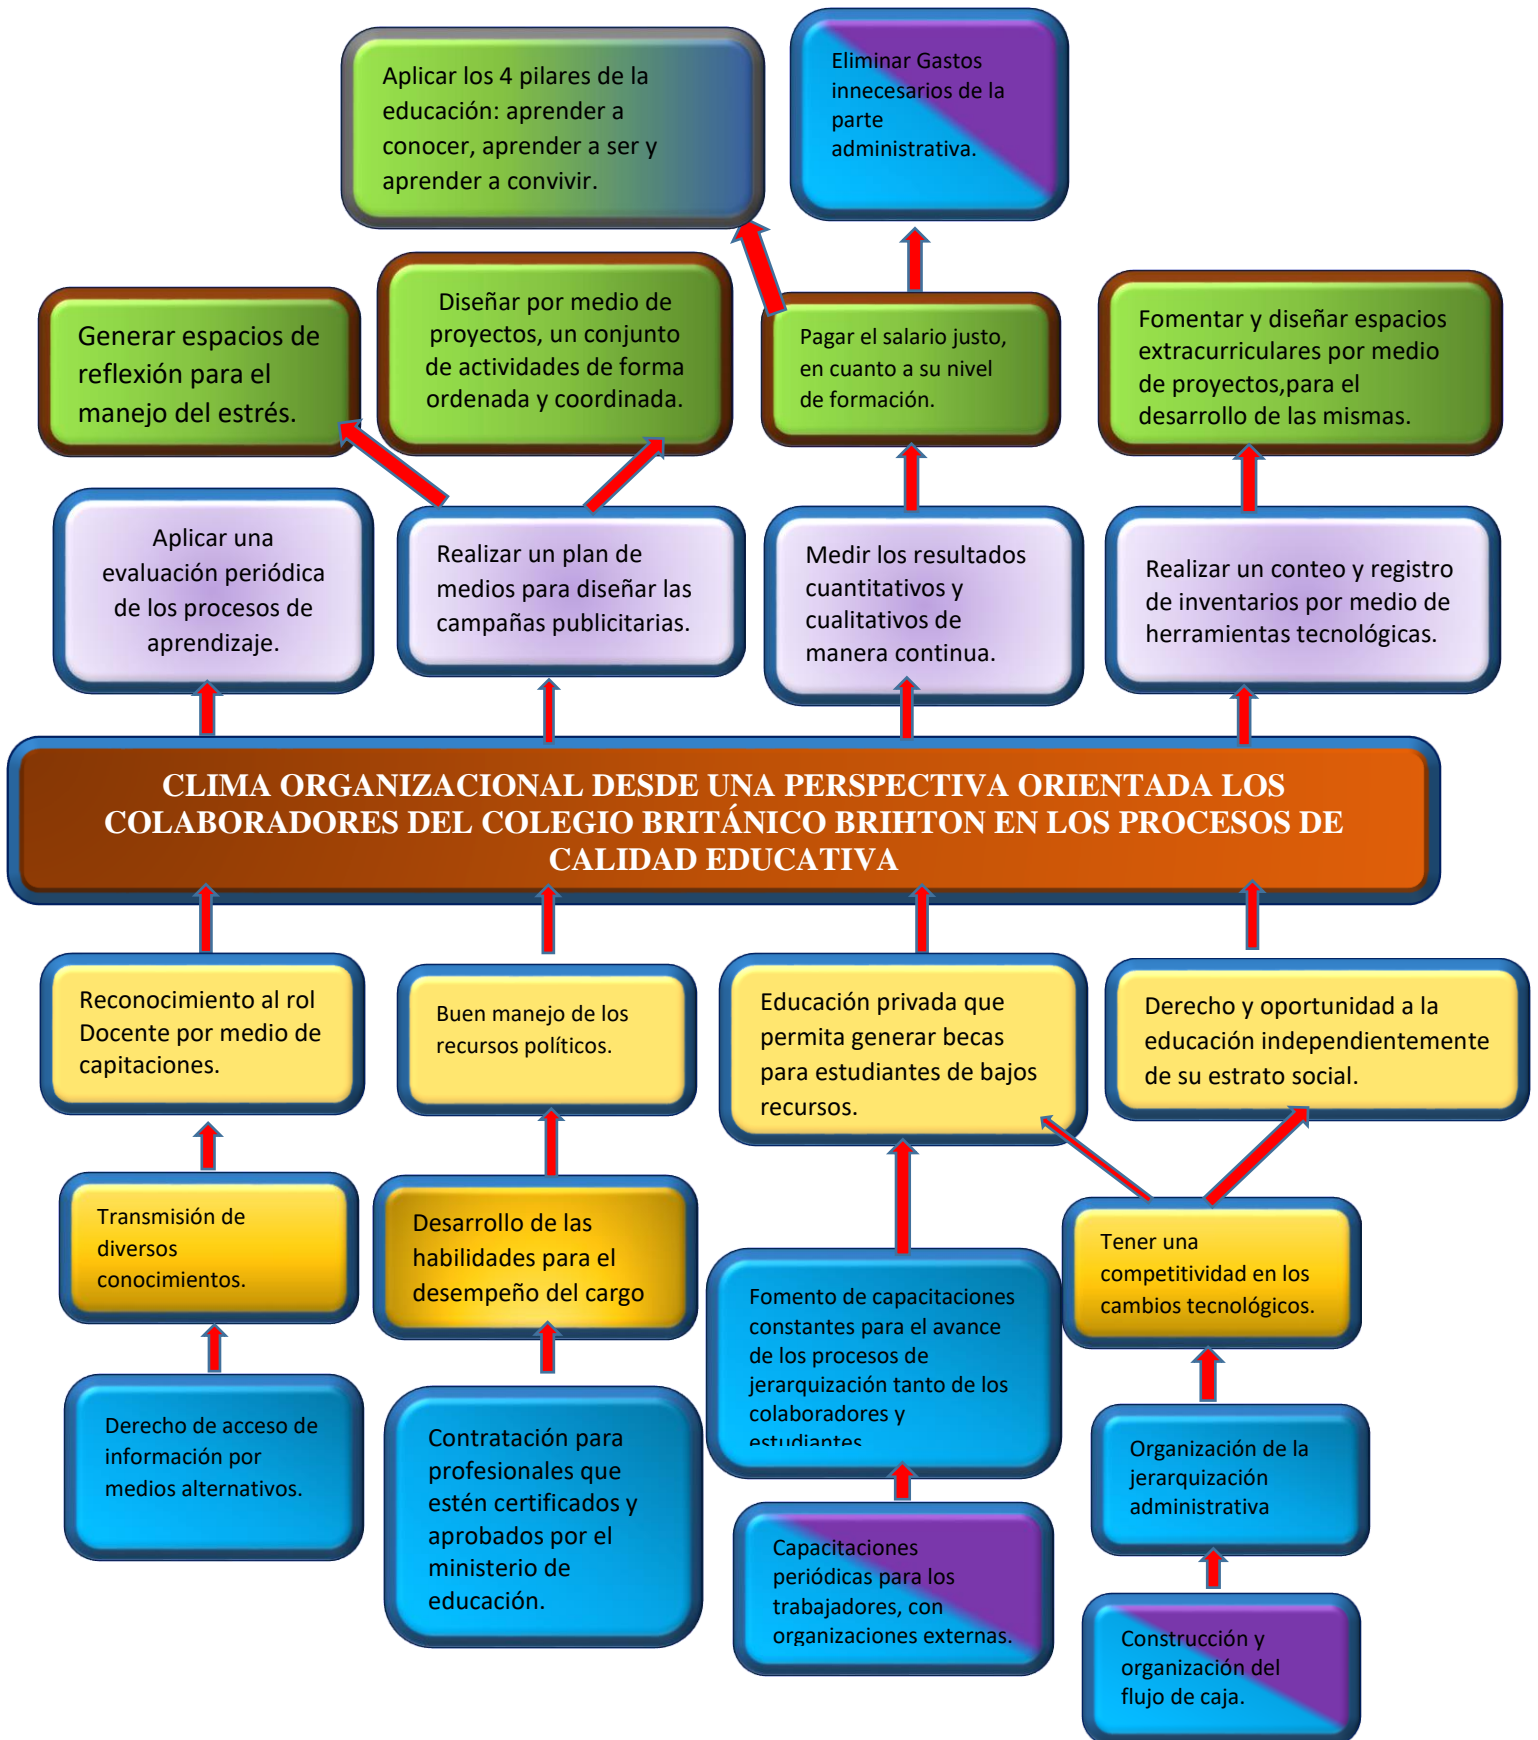 Aplicar los 4 pilares de la
educación: aprender a
conocer, aprender a ser y
aprender a convivir.
Eliminar Gastos
innecesarios de la
parte
administrativa.
Generar espacios de
reflexión para el
manejo del estrés.
Diseñar por medio de
proyectos, un conjunto
de actividades de forma
ordenada y coordinada.
Pagar el salario justo,
en cuanto a su nivel
de formación.
Fomentar y diseñar espacios
extracurriculares por medio
de proyectos,para el
desarrollo de las mismas.
Aplicar una
evaluación periódica
de los procesos de
aprendizaje.
Realizar un plan de
medios para diseñar las
campañas publicitarias.
Medir los resultados
cuantitativos y
cualitativos de
manera continua.
Realizar un conteo y registro
de inventarios por medio de
herramientas tecnológicas.
CLIMA ORGANIZACIONAL DESDE UNA PERSPECTIVA ORIENTADA LOS
COLABORADORES DEL COLEGIO BRITÁNICO BRIHTON EN LOS PROCESOS DE
CALIDAD EDUCATIVA
Reconocimiento al rol
Docente por medio de
capitaciones.
Buen manejo de los
recursos políticos.
Educación privada que
permita generar becas
para estudiantes de bajos
recursos.
Derecho y oportunidad a la
educación independientemente
de su estrato social.
Transmisión de
diversos
conocimientos.
Desarrollo de las
habilidades para el
desempeño del cargo
Fomento de capacitaciones
constantes para el avance
de los procesos de
jerarquización tanto de los
colaboradores y
estudiantes
Tener una
competitividad en los
cambios tecnológicos.
Derecho de acceso de
información por
medios alternativos.
Contratación para
profesionales que
estén certificados y
aprobados por el
ministerio de
educación.
Capacitaciones
periódicas para los
trabajadores, con
organizaciones externas.
Organización de la
jerarquización
administrativa
Construcción y
organización del
flujo de caja.